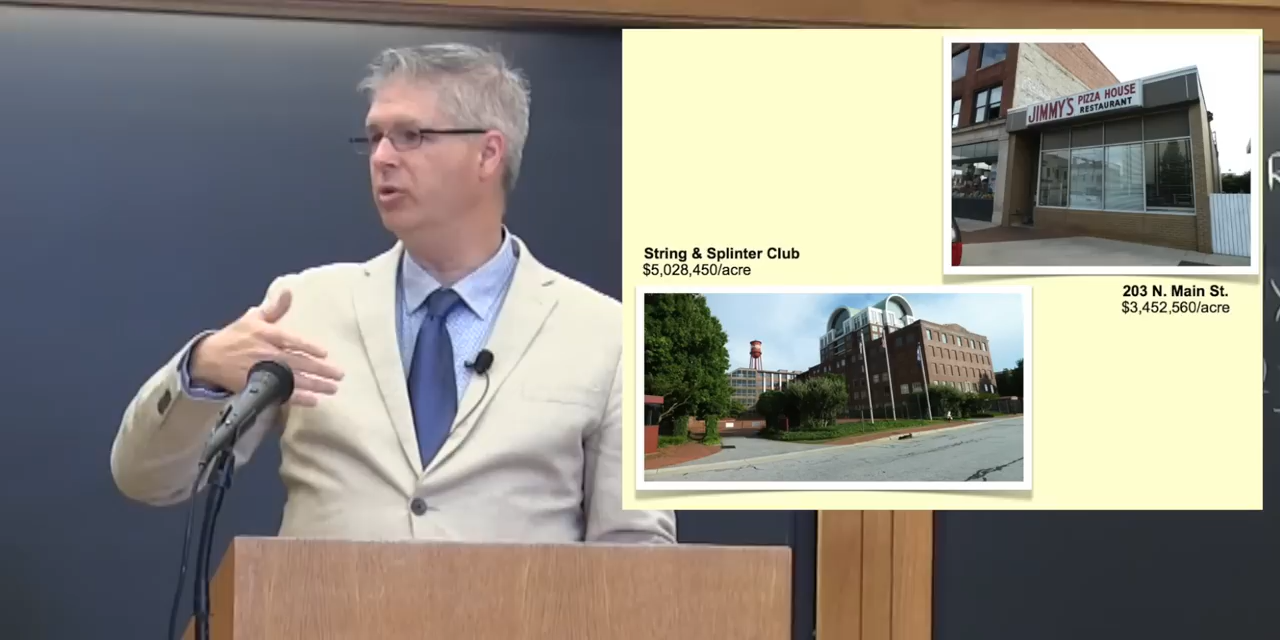 JIMMY'S PIZZA HOUSE
RESTAURANT
String & Splinter Club
$5,028,450/acre
203 N. Main St.
$3,452,560/acre